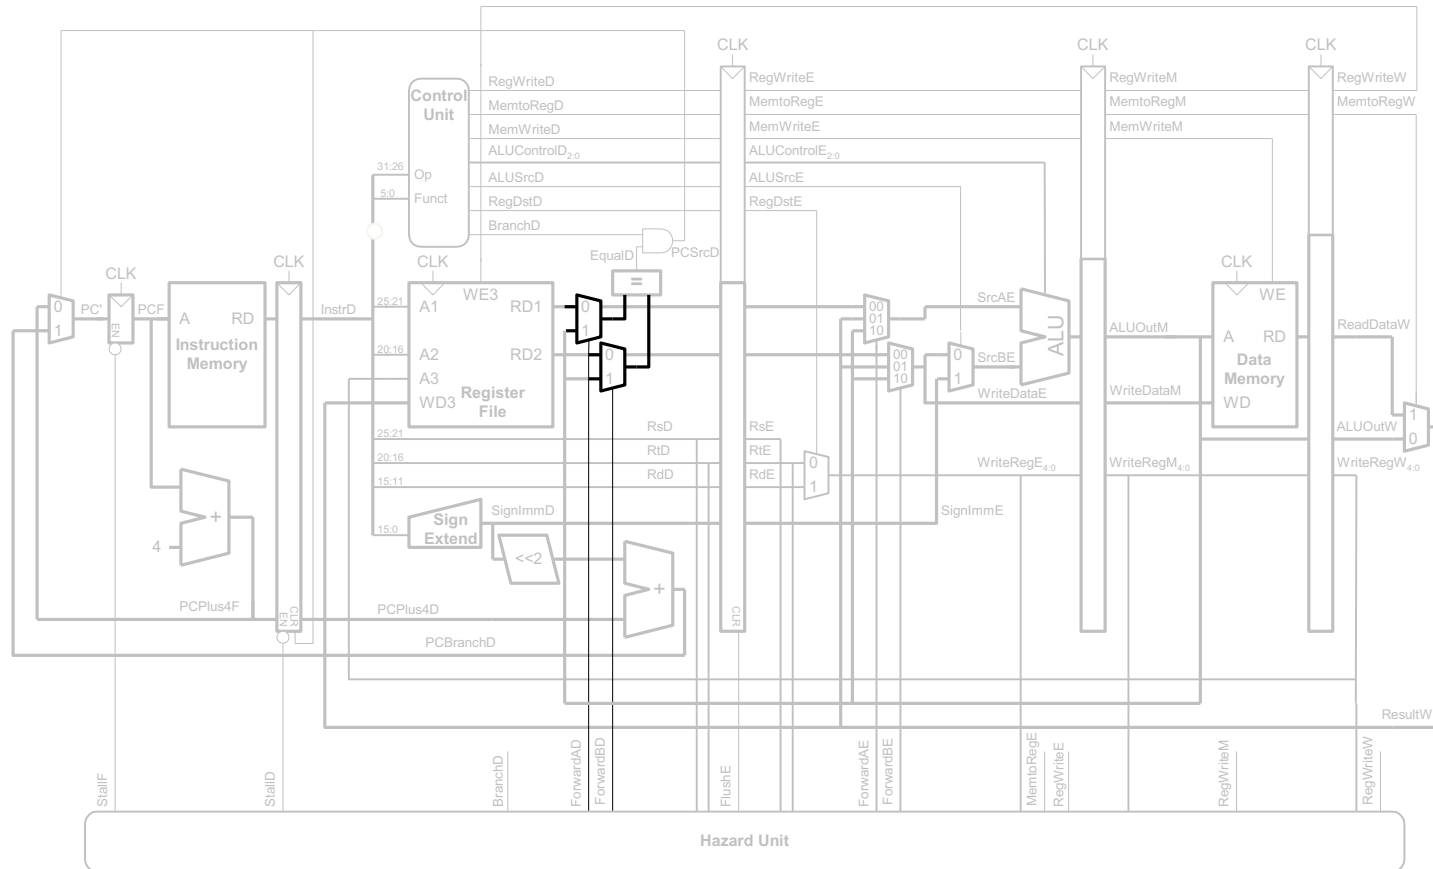 CLK CLK CLK
RegWriteD RegWriteE RegWriteM RegWriteW
Control Unit
MemtoRegD MemtoRegE MemtoRegM MemtoRegW
MemWriteD MemWriteE MemWriteM
ALUControlD2:0 ALUControlE2:0
31:26 Op ALUSrcD ALUSrcE
5:0 Funct RegDstD RegDstE
BranchD
EqualD PCSrcD
CLK CLK CLK CLK
=
WE3 WE
0 PC' PCF A RD InstrD 25:21 A1 RD1 0 00 SrcAE
1 EN Instruction Memory 1 01 10 ALU ALUOutM A RD ReadDataW
20:16 A2 RD2 0 00 0 SrcBE Data Memory
A3 1 01 10 1
WD3 Register File WriteDataE WriteDataM WD
1
25:21 RsD RsE ALUOutW 0
20:16 RtD RtE 0 WriteRegE4:0 WriteRegM4:0 WriteRegW4:0
15:11 RdD RdE 1
SignImmD SignImmE
+ 15:0 Sign Extend
4 <<2
+
PCPlus4F EN CLR PCPlus4D CLR
PCBranchD
ResultW
StallF StallD BranchD ForwardAD ForwardBD FlushE ForwardAE ForwardBE MemtoRegE RegWriteE RegWriteM RegWriteW
Hazard Unit